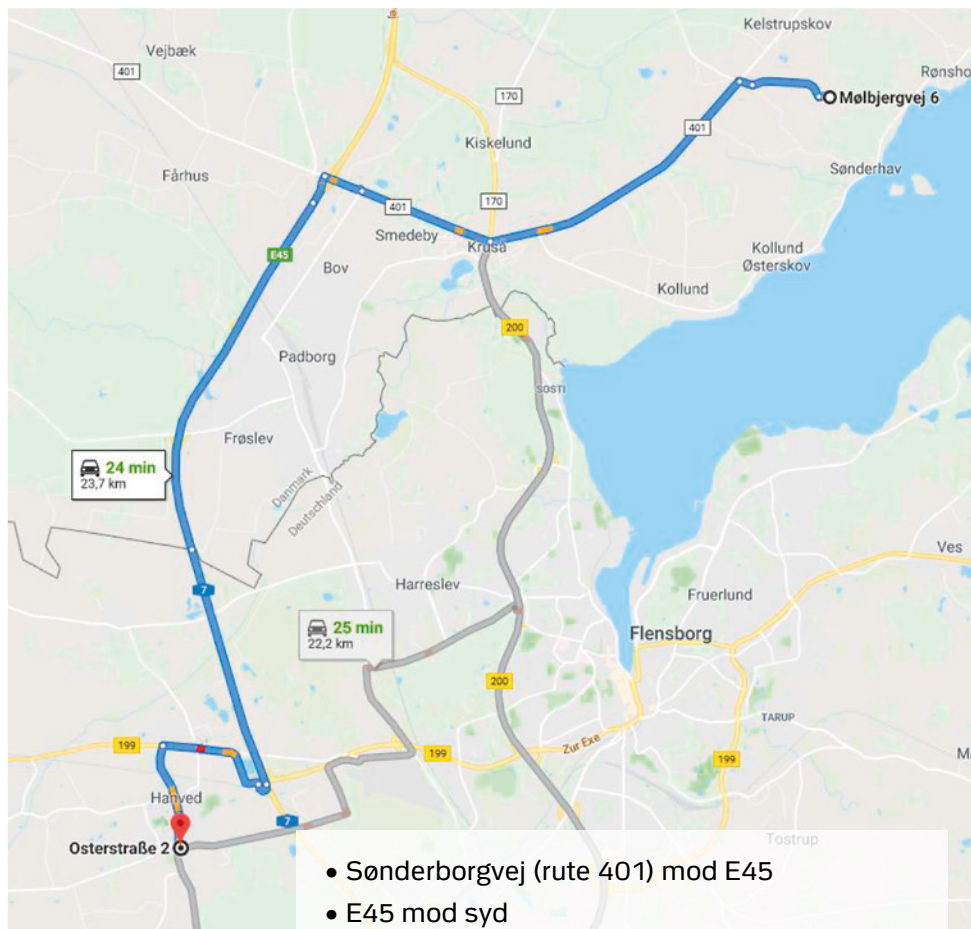 Kelstrupskov
Vejbæk
401
170
Rønsho
Mølbjergvej 6
401
Kiskelund
Fårhus
Sønderhav
170
401
Smedeby
Kruså
E45
Bov
Kollund
Østerskov
Kollund
200
Padborg
SOSTI
Frøslev
24 min
23,7 km
Danmark
Deutschland
Ves
7
Harreslev
Fruerlund
25 min
22,2 km
Flensborg
200
TARUP
199
199
Zur Exe
199
Ma
Hanved
7
Tostrup
Osterstraße 2
• Sønderborgvej (rute 401) mod E45
• E45 mod syd